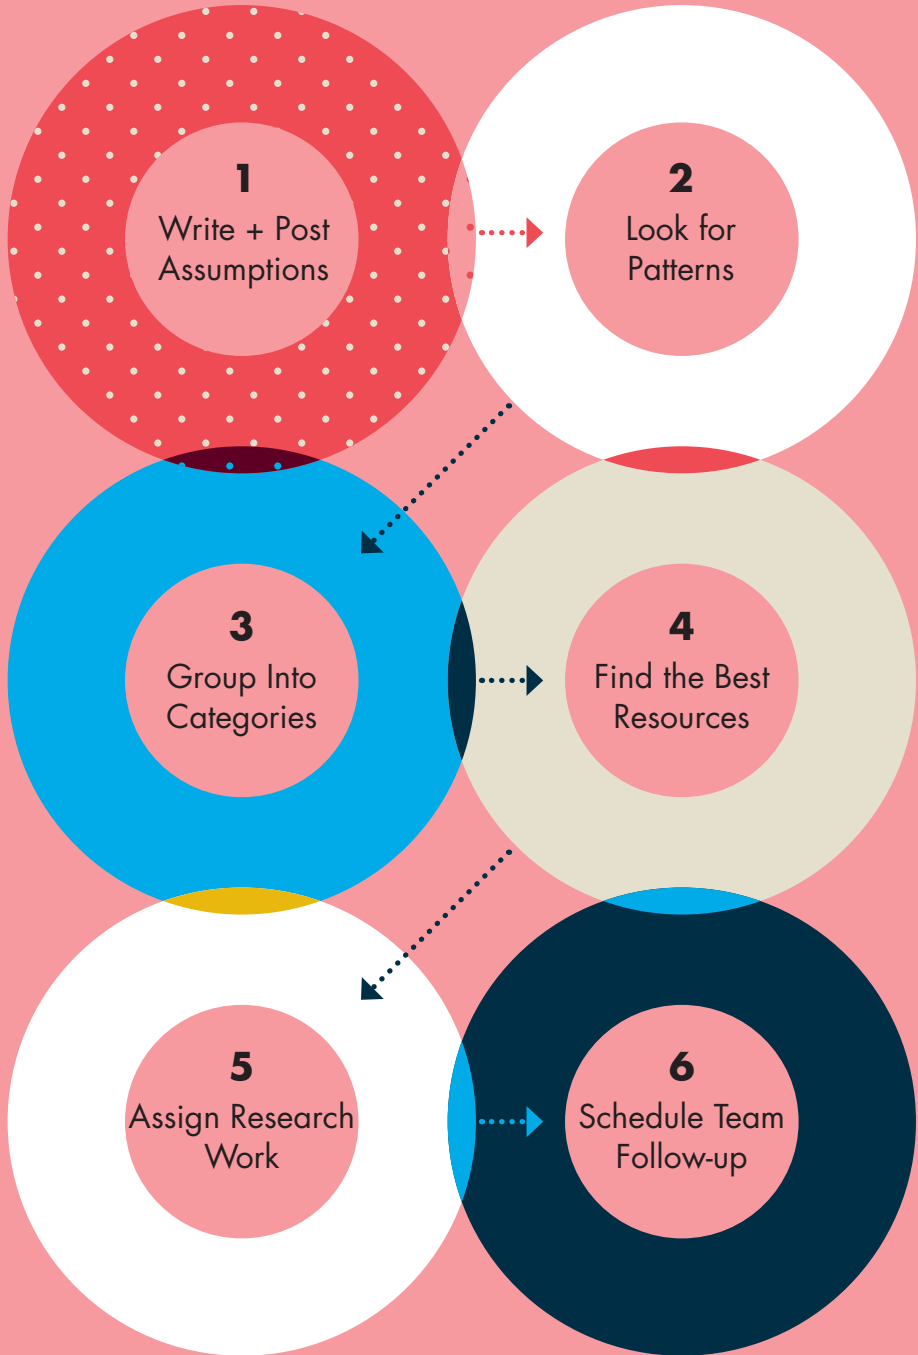 1
Write + Post
Assumptions
2
Look for
Patterns
3
Group Into
Categories
4
Find the Best
Resources
5
Assign Research
Work
6
Schedule Team
Follow-up